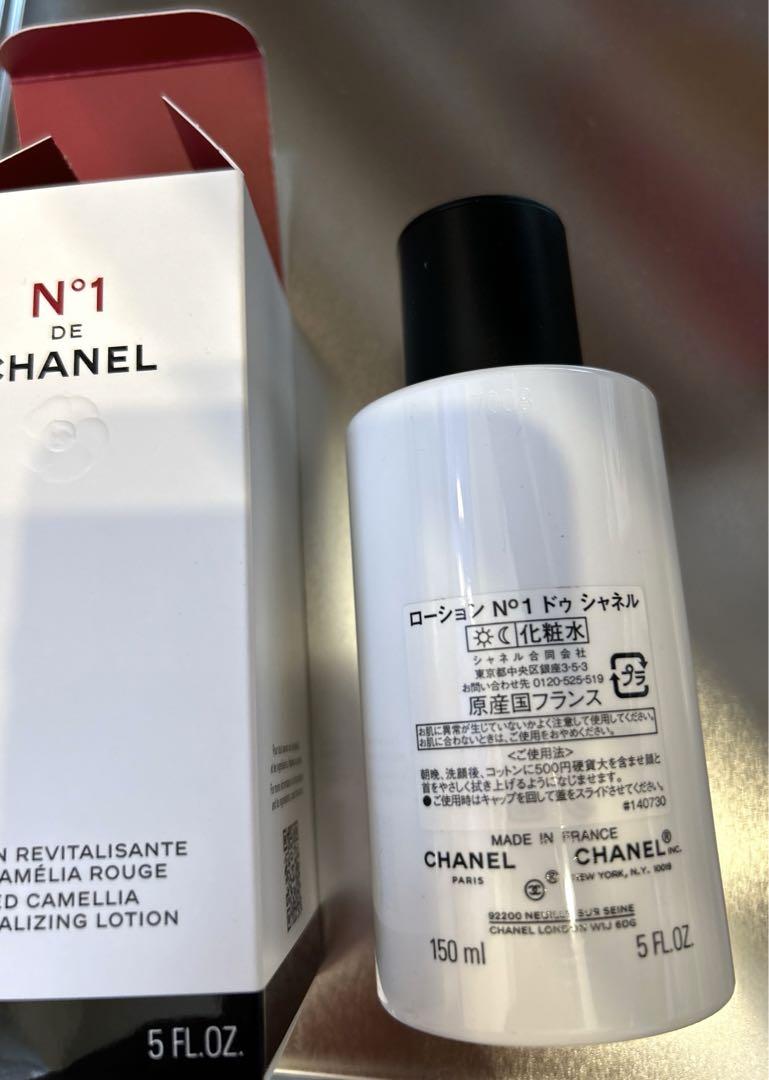 N°1
DE
CHANEL
N REVITALISANTE
AMÉLIA ROUGE
ED CAMELLIA
ALIZING LOTION
5 FL.OZ.
ローション N°1 ドゥ シャネル
化粧水
シャネル合同会社
東京都中央区銀座3-5-3
お問い合わせ先 0120-525-519
プラ
原産国フランス
お肌に異常が生じていないかよく注意して使用してください。
お肌に合わないときは、ご使用をおやめください。
<ご使用法>
朝晩、洗顔後、コットンに500円硬貨大を含ませ顔と
首をやさしく拭き上げるようになじませます。
●ご使用時はキャップを回して蓋をスライドさせてください。
#140730
MADE IN FRANCE
CHANEL CHANEL® INC.
PARIS NEW YORK, N.Y. 10019
92200 NEUILLY SUR SEINE
CHANEL LONDON W1J 6DG
150 ml 5 FL.OZ.